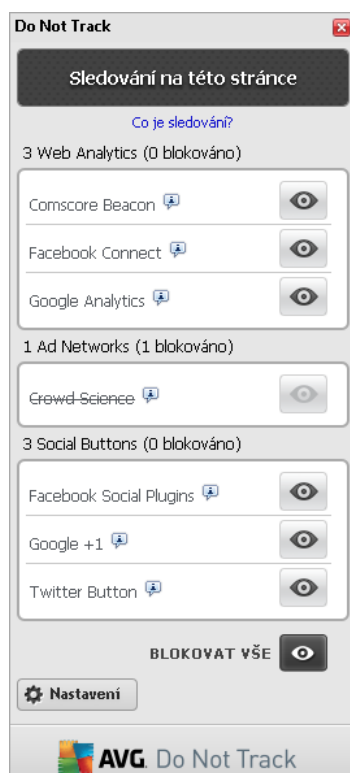 Do Not Track
Sledování na této stránce
Co je sledování?
3 Web Analytics (0 blokováno)
Comscore Beacon
Facebook Connect
Google Analytics
1 Ad Networks (1 blokováno)
Crowd Science
3 Social Buttons (0 blokováno)
Facebook Social Plugins
Google +1
Twitter Button
BLOKOVAT VŠE
Nastavení
AVG. Do Not Track